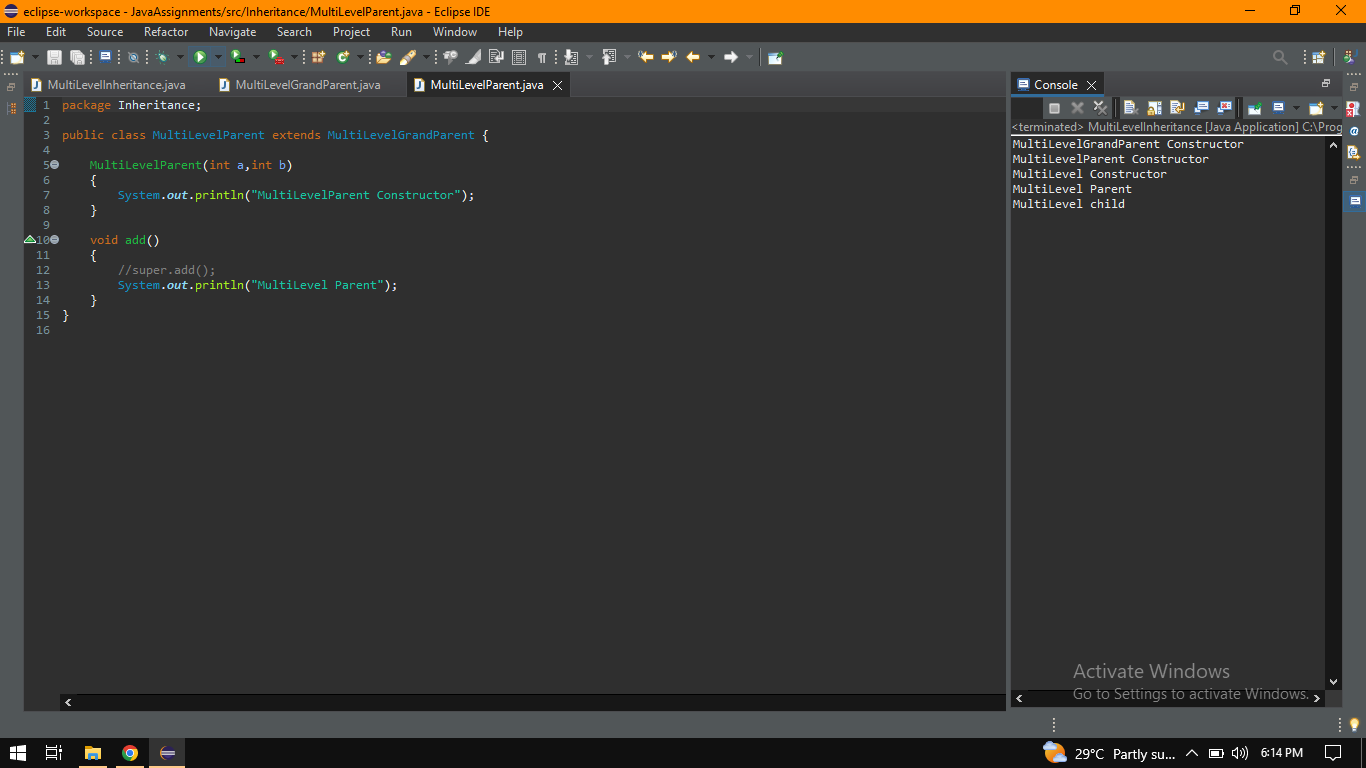 eclipse-workspace - JavaAssignments/src/Inheritance/MultiLevelParent.java - Eclipse IDE
File Edit Source Refactor Navigate Search Project Run Window Help
MultiLevelInheritance.java MultiLevelGrandParent.java MultiLevelParent.java
1 package Inheritance;
2
3 public class MultiLevelParent extends MultiLevelGrandParent {
4
5 MultiLevelParent(int a,int b)
6 {
7 System.out.println("MultiLevelParent Constructor");
8 }
9
10 void add()
11 {
12 //super.add();
13 System.out.println("MultiLevel Parent");
14 }
15 }
16
Console
<terminated> MultiLevelInheritance [Java Application] C:\Prog
MultiLevelGrandParent Constructor
MultiLevelParent Constructor
MultiLevel Constructor
MultiLevel Parent
MultiLevel child
Activate Windows
Go to Settings to activate Windows.
29°C Partly su... 6:14 PM